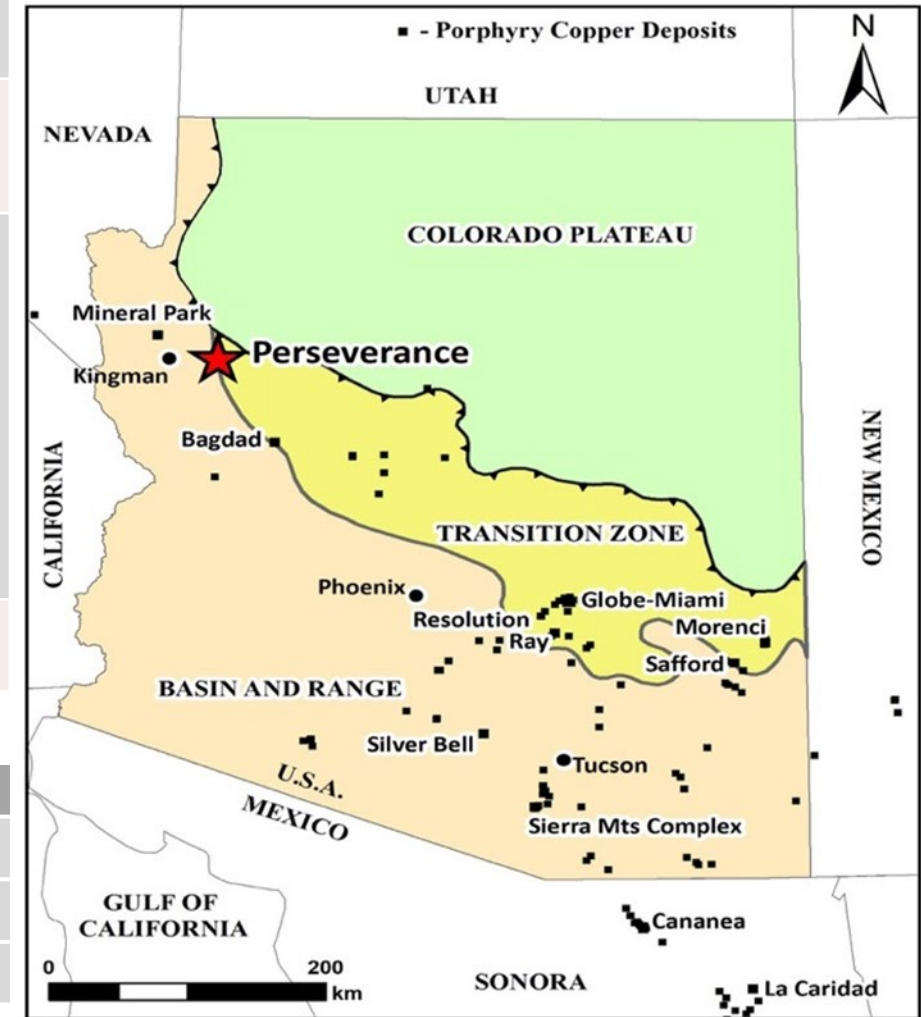 - Porphyry Copper Deposits
N
UTAH
NEVADA
COLORADO PLATEAU
Mineral Park
Perseverance
Kingman
Bagdad
CALIFORNIA
NEW MEXICO
TRANSITION ZONE
Phoenix
Globe-Miami
Resolution
Morenci
Ray
Safford
BASIN AND RANGE
Silver Bell
Tucson
U.S.A.
MEXICO
Sierra Mts Complex
GULF OF
CALIFORNIA
Cananea
0 200
km
SONORA
La Caridad